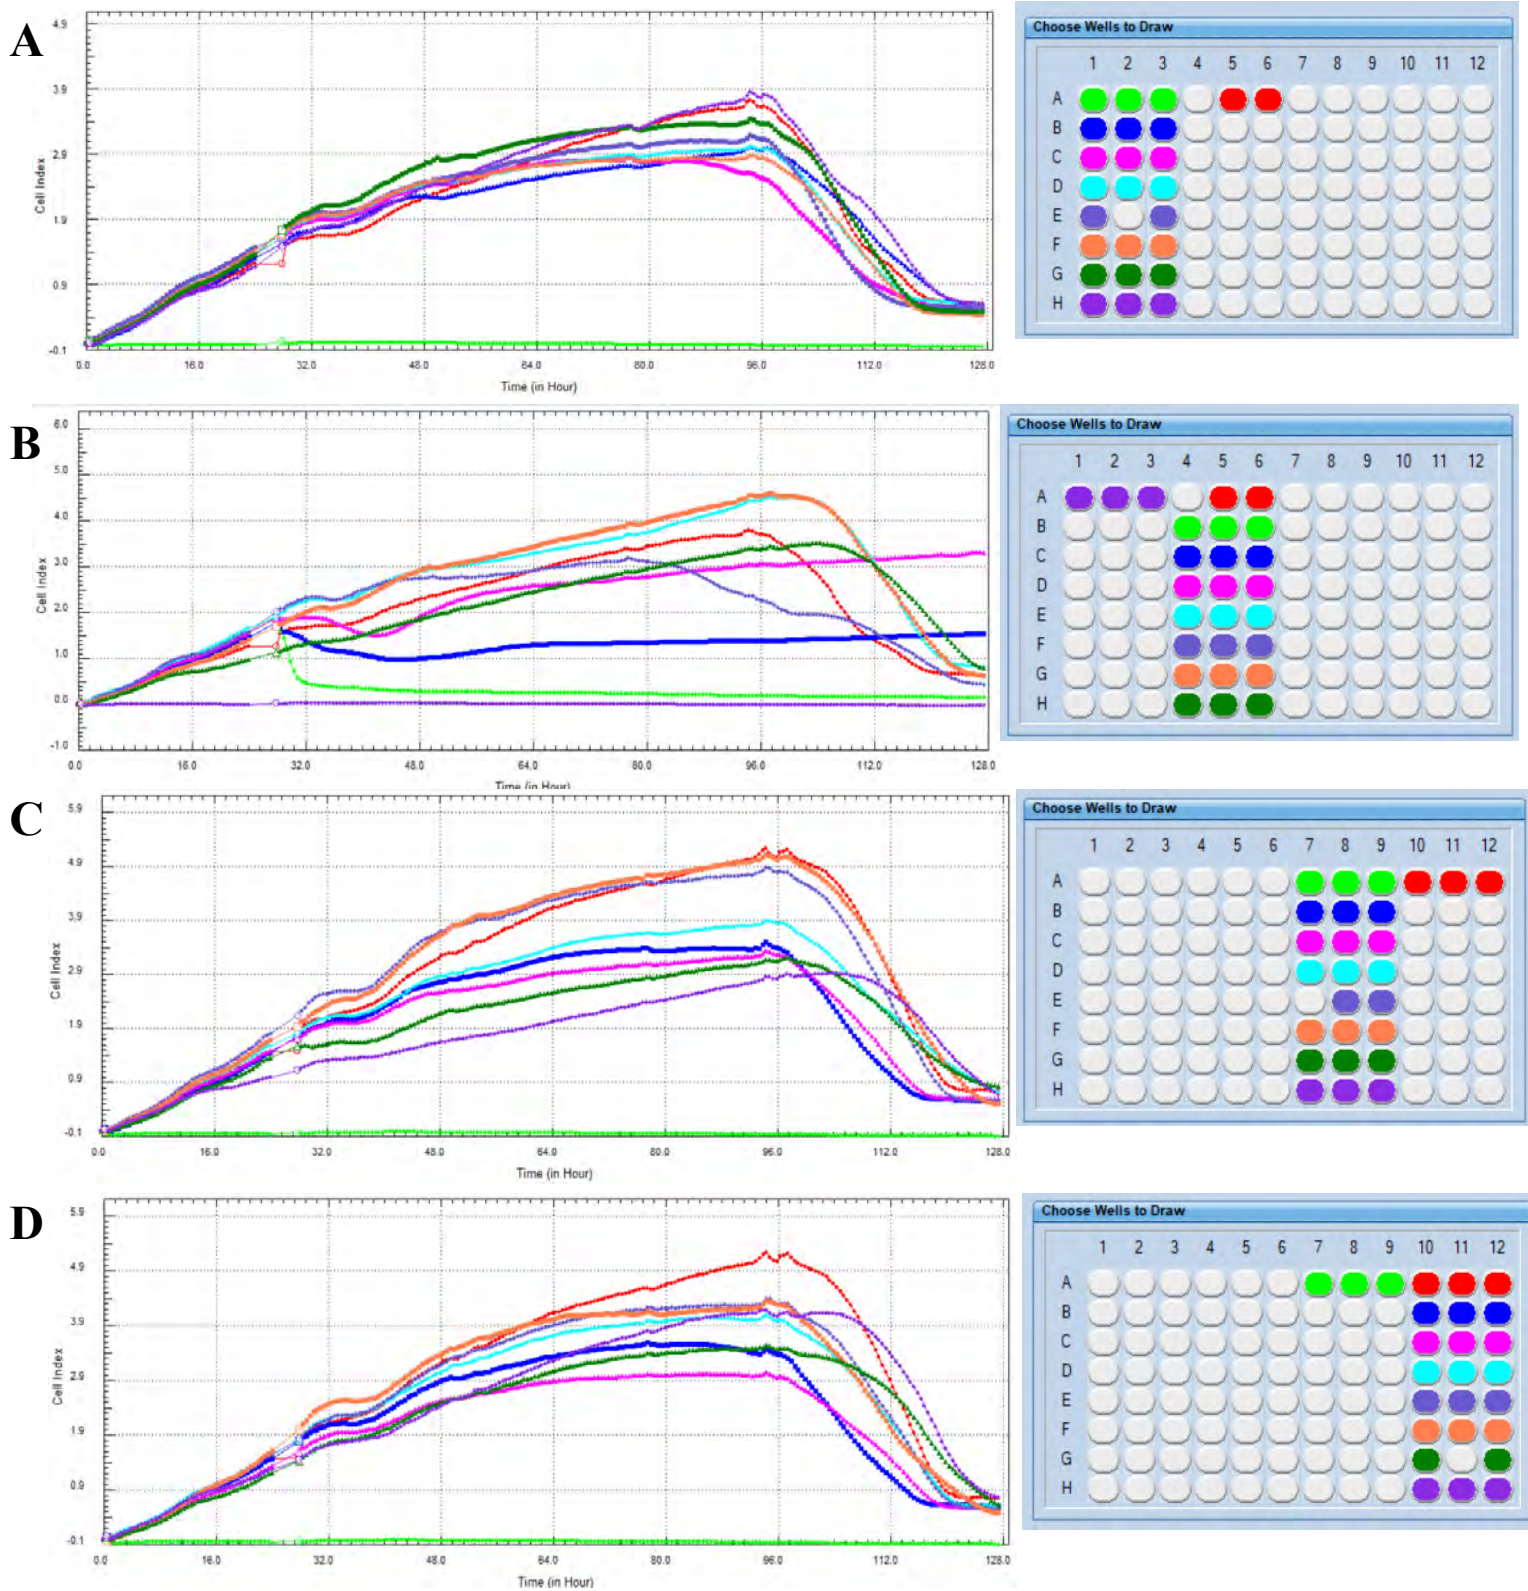 A
4.9
3.9
2.9
1.9
0.9
-0.1
Cell Index
0.0 16.0 32.0 48.0 64.0 80.0 96.0 112.0 128.0
Time (in Hour)
Choose Wells to Draw
1 2 3 4 5 6 7 8 9 10 11 12
A
B
C
D
E
F
G
H
B
6.0
5.0
4.0
3.0
2.0
1.0
0.0
-1.0
Cell Index
0.0 16.0 32.0 48.0 64.0 80.0 96.0 112.0 128.0
Time (in Hour)
Choose Wells to Draw
1 2 3 4 5 6 7 8 9 10 11 12
A
B
C
D
E
F
G
H
C
5.9
4.9
3.9
2.9
1.9
0.9
-0.1
Cell Index
0.0 16.0 32.0 48.0 64.0 80.0 96.0 112.0 128.0
Time (in Hour)
Choose Wells to Draw
1 2 3 4 5 6 7 8 9 10 11 12
A
B
C
D
E
F
G
H
D
5.9
4.9
3.9
2.9
1.9
0.9
-0.1
Cell Index
0.0 16.0 32.0 48.0 64.0 80.0 96.0 112.0 128.0
Time (in Hour)
Choose Wells to Draw
1 2 3 4 5 6 7 8 9 10 11 12
A
B
C
D
E
F
G
H